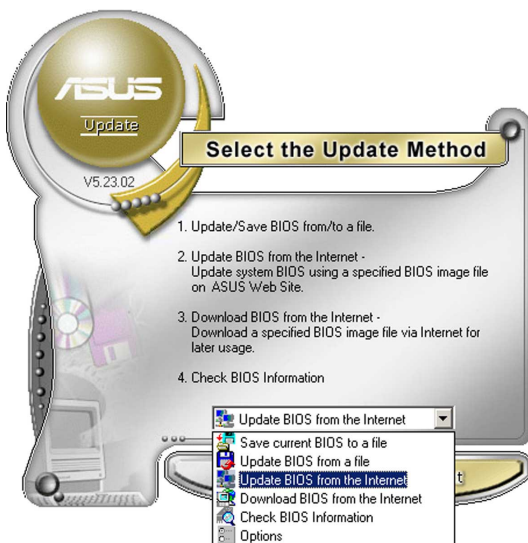 ASUS
Update
V5.23.02
Select the Update Method
1. Update/Save BIOS from/to a file.
2. Update BIOS from the Internet -
Update system BIOS using a specified BIOS image file
on ASUS Web Site.
3. Download BIOS from the Internet -
Download a specified BIOS image file via Internet for
later usage.
4. Check BIOS Information
Update BIOS from the Internet
Save current BIOS to a file
Update BIOS from a file
Update BIOS from the Internet
Download BIOS from the Internet
Check BIOS Information
Options